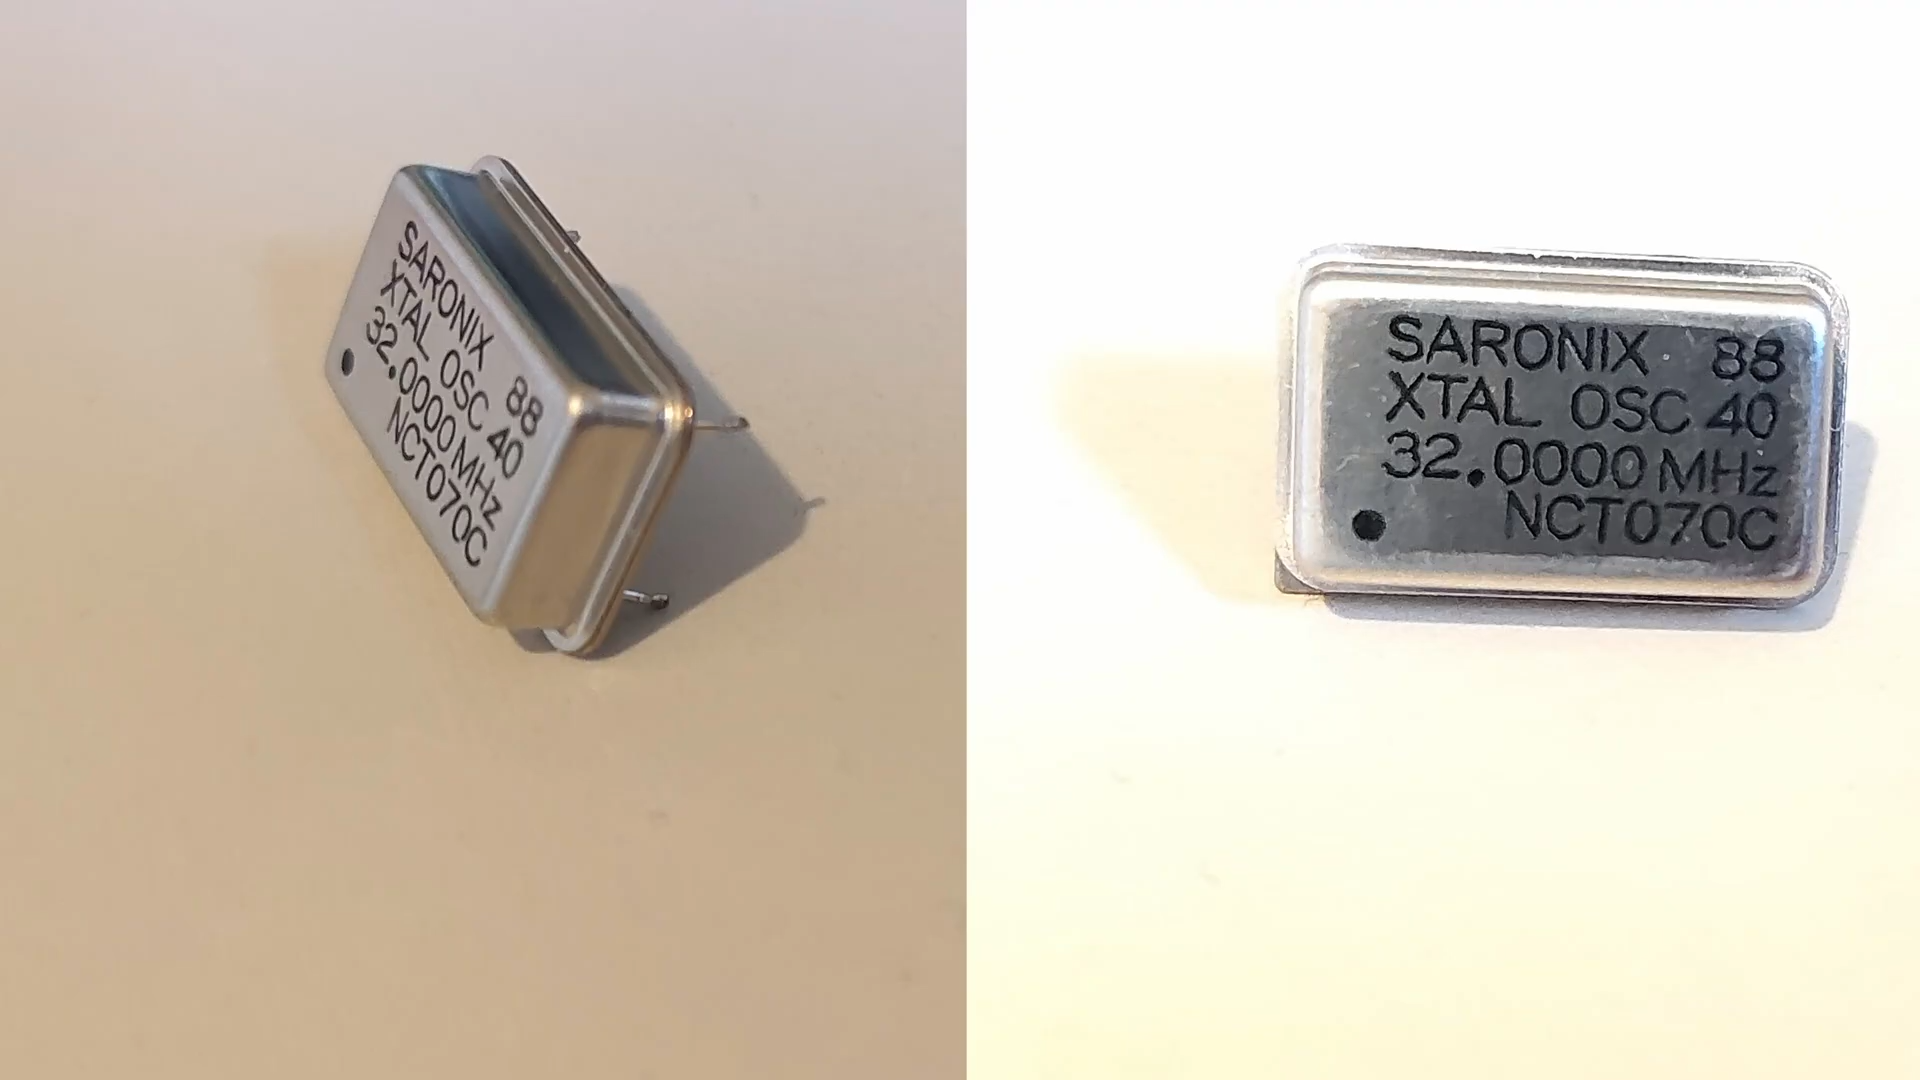 SARONIX 88
XTAL OSC 40
32.0000 MHz
NCT070C
SARONIX 88
XTAL OSC 40
32.0000 MHz
NCT070C